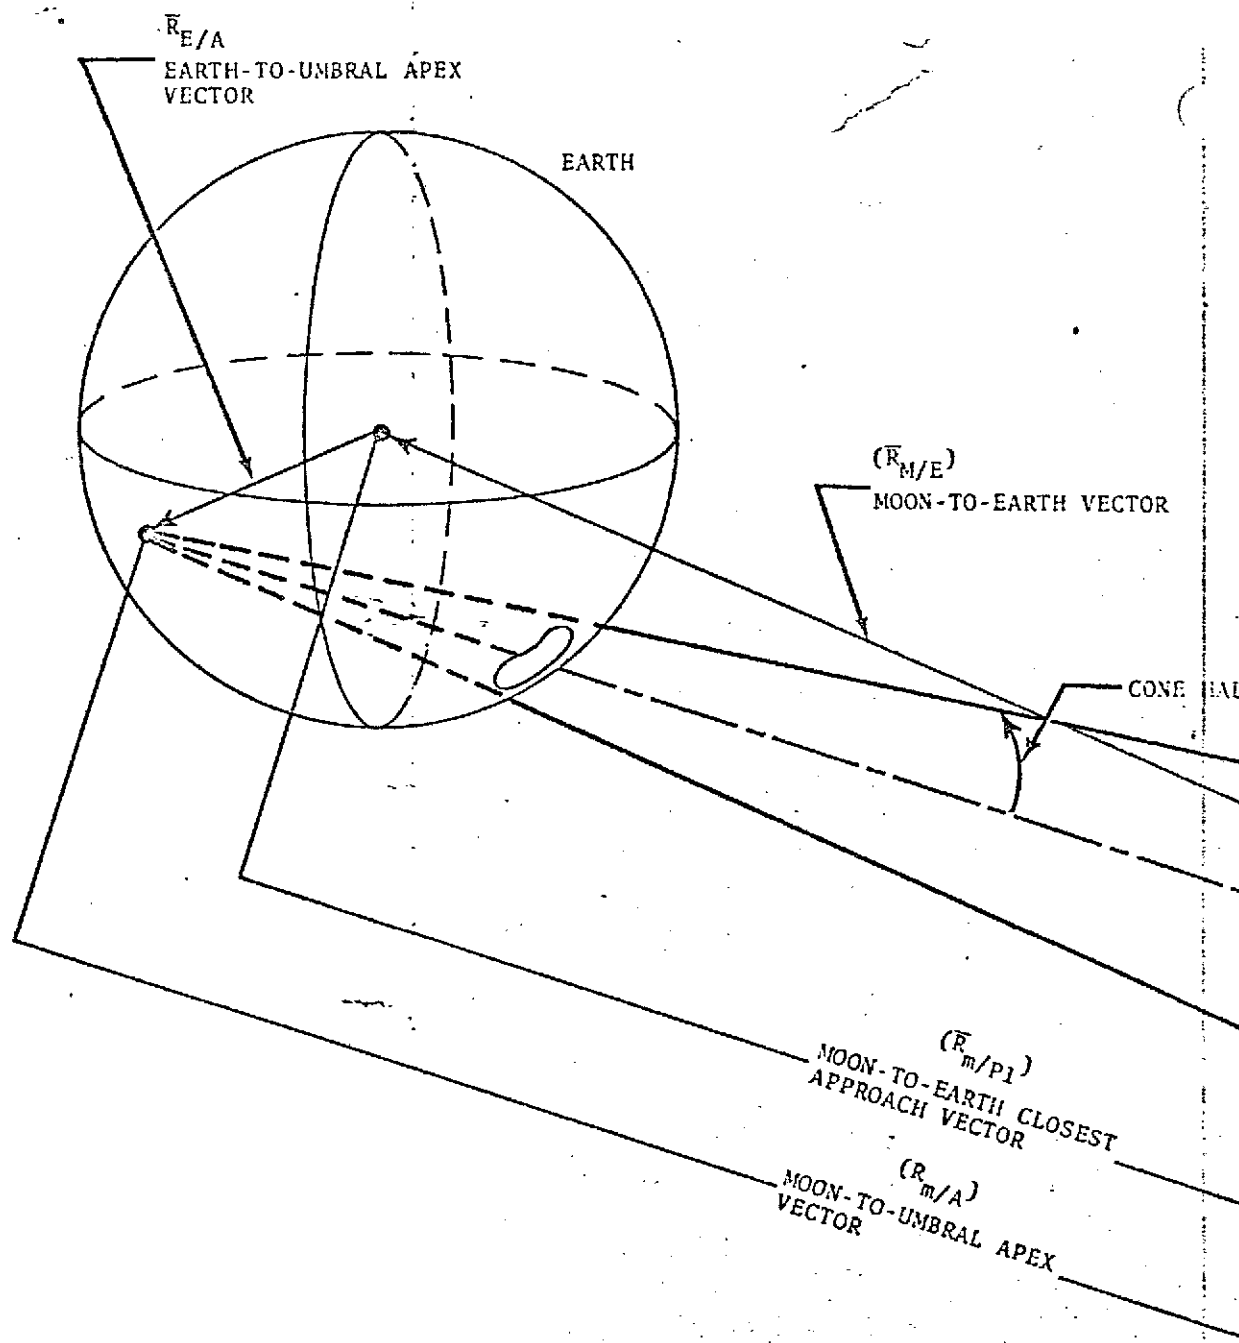 R̅E/A
EARTH-TO-UMBRAL APEX
VECTOR
EARTH
(R̅M/E)
MOON-TO-EARTH VECTOR
CONE
(R̅m/P1)
MOON-TO-EARTH CLOSEST
APPROACH VECTOR
(Rm/A)
MOON-TO-UMBRAL APEX
VECTOR